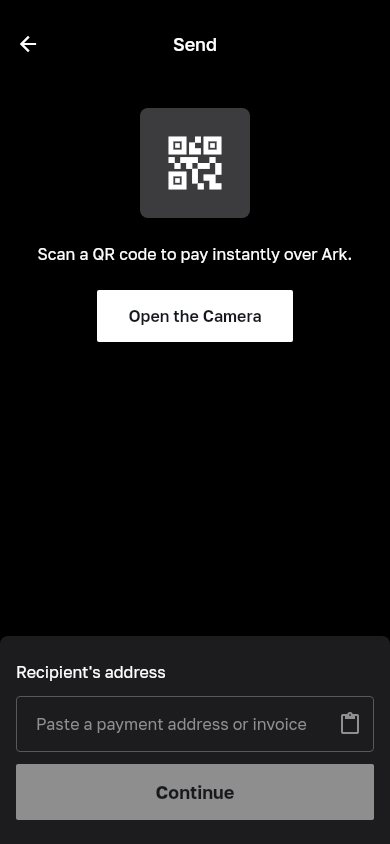 Send
Scan a QR code to pay instantly over Ark.
Open the Camera
Recipient's address
Paste a payment address or invoice
Continue